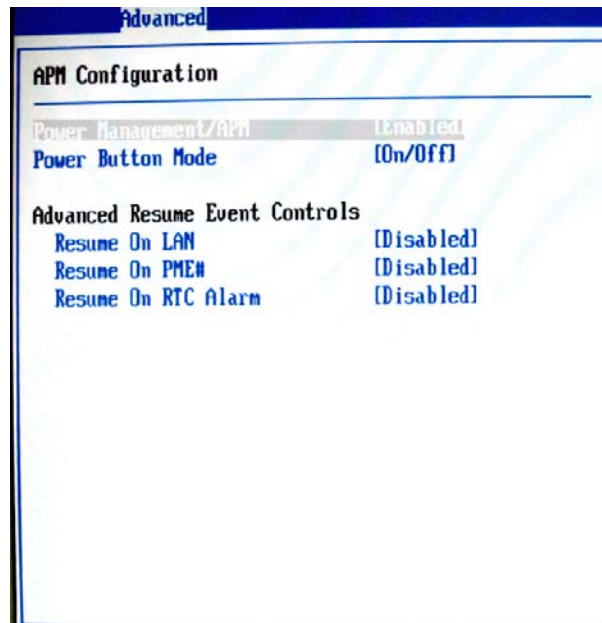 Advanced
APM Configuration
Power Management/APM [Enabled]
Power Button Mode [On/Off]
Advanced Resume Event Controls
Resume On LAN [Disabled]
Resume On PME# [Disabled]
Resume On RTC Alarm [Disabled]